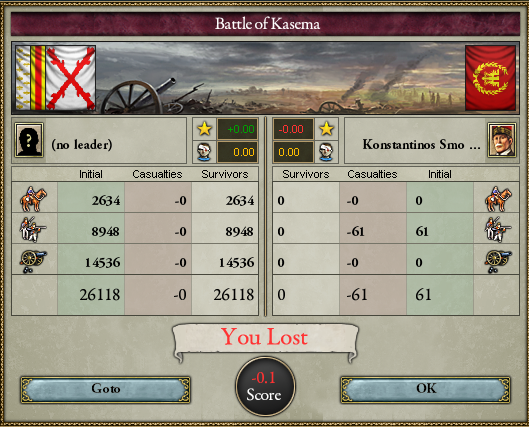 Battle of Kasema
(no leader)
+0.00
0.00
-0.00
0.00
Konstantinos Smo ...
Initial Casualties Survivors Survivors Casualties Initial
2634 -0 2634 0 -0 0
8948 -0 8948 0 -61 61
14536 -0 14536 0 -0 0
26118 -0 26118 0 -61 61
You Lost
Goto
-0.1
Score
OK